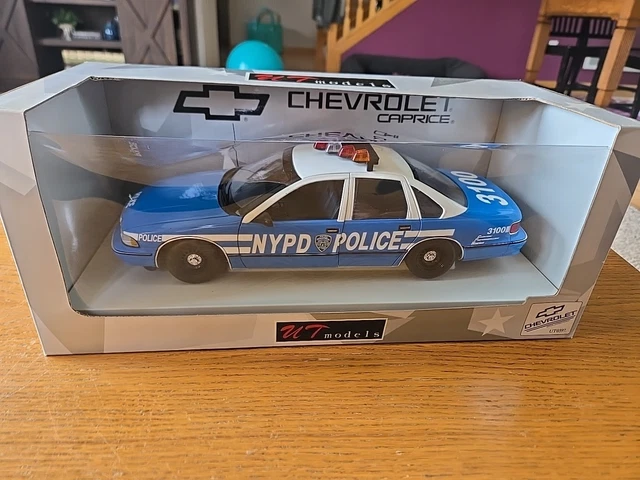 UT models
CHEVROLET
CAPRICE
3100
POLICE
NYPD POLICE
3100
UT models
CHEVROLET